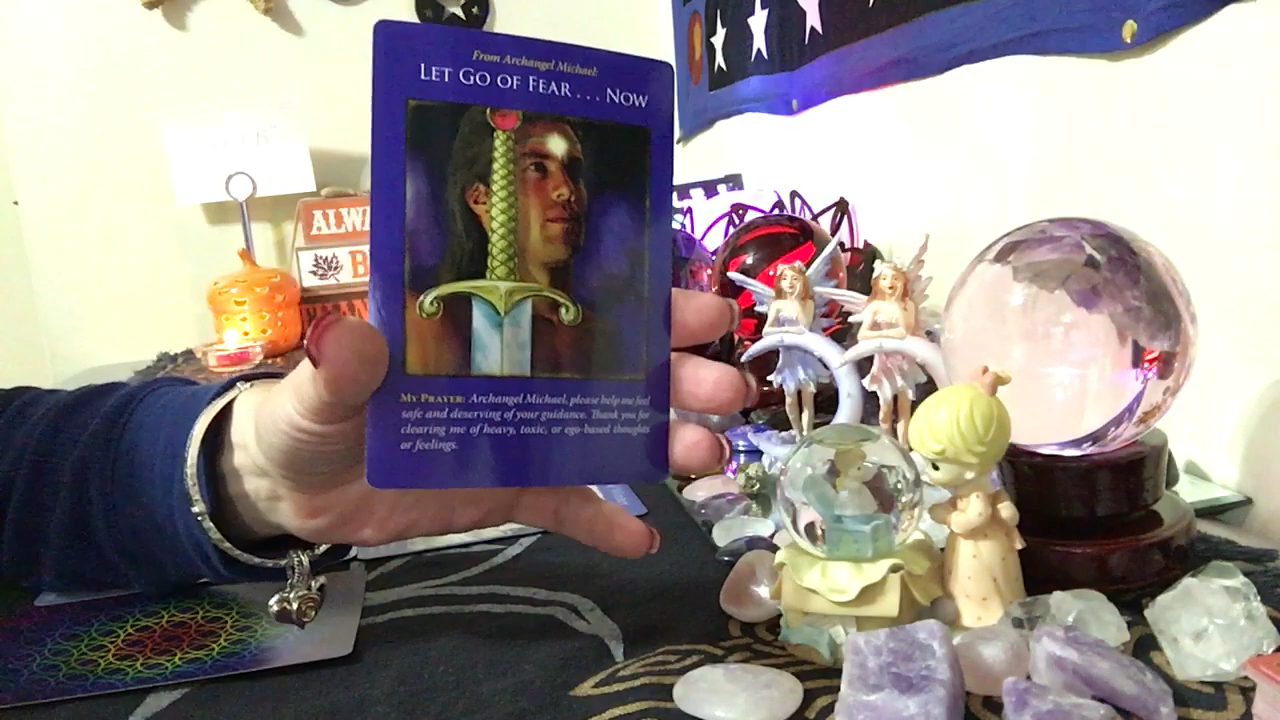 From Archangel Michael:
LET GO OF FEAR . . . NOW
MY PRAYER: Archangel Michael, please help me feel
safe and deserving of your guidance. Thank you for
clearing me of heavy, toxic, or ego-based thoughts
or feelings.
ALWA
B